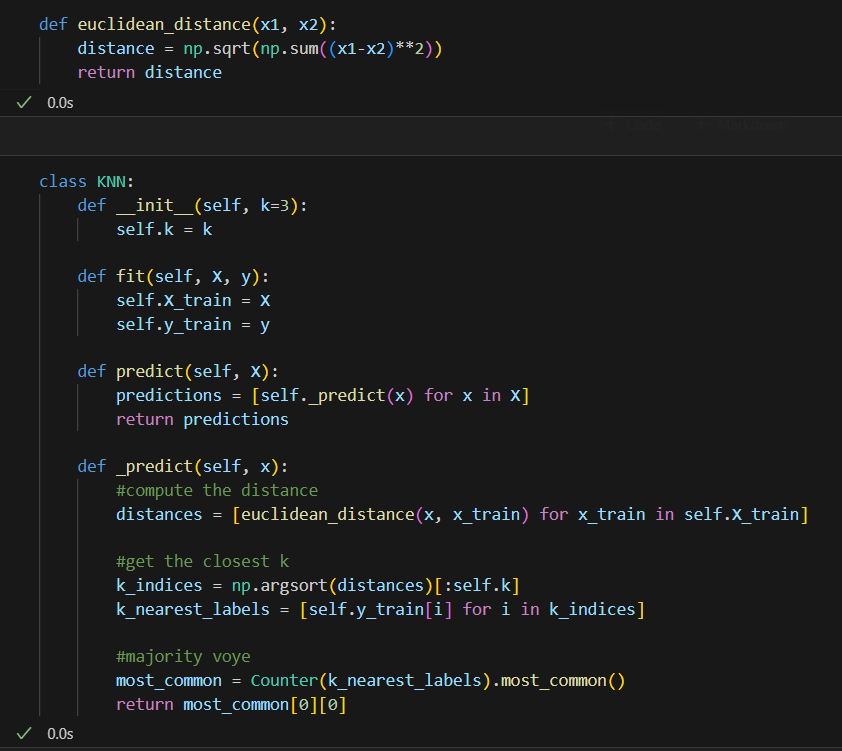 def euclidean_distance(x1, x2):
    distance = np.sqrt(np.sum((x1-x2)**2))
    return distance
✓ 0.0s
+ Code + Markdown
class KNN:
    def __init__(self, k=3):
        self.k = k
    def fit(self, X, y):
        self.X_train = X
        self.y_train = y
    def predict(self, X):
        predictions = [self._predict(x) for x in X]
        return predictions
    def _predict(self, x):
        #compute the distance
        distances = [euclidean_distance(x, x_train) for x_train in self.X_train]
        #get the closest k
        k_indices = np.argsort(distances)[:self.k]
        k_nearest_labels = [self.y_train[i] for i in k_indices]
        #majority voye
        most_common = Counter(k_nearest_labels).most_common()
        return most_common[0][0]
✓ 0.0s